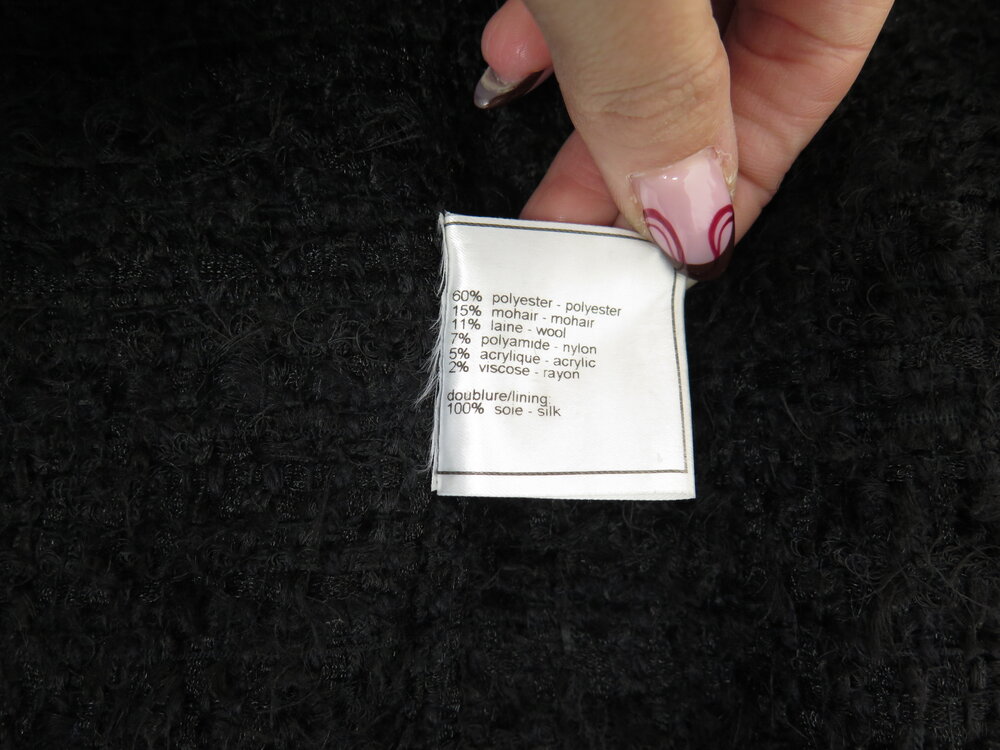 60% polyester - polyester
15% mohair - mohair
11% laine - wool
7% polyamide - nylon
5% acrylique - acrylic
2% viscose - rayon
doublure/lining:
100% soie - silk